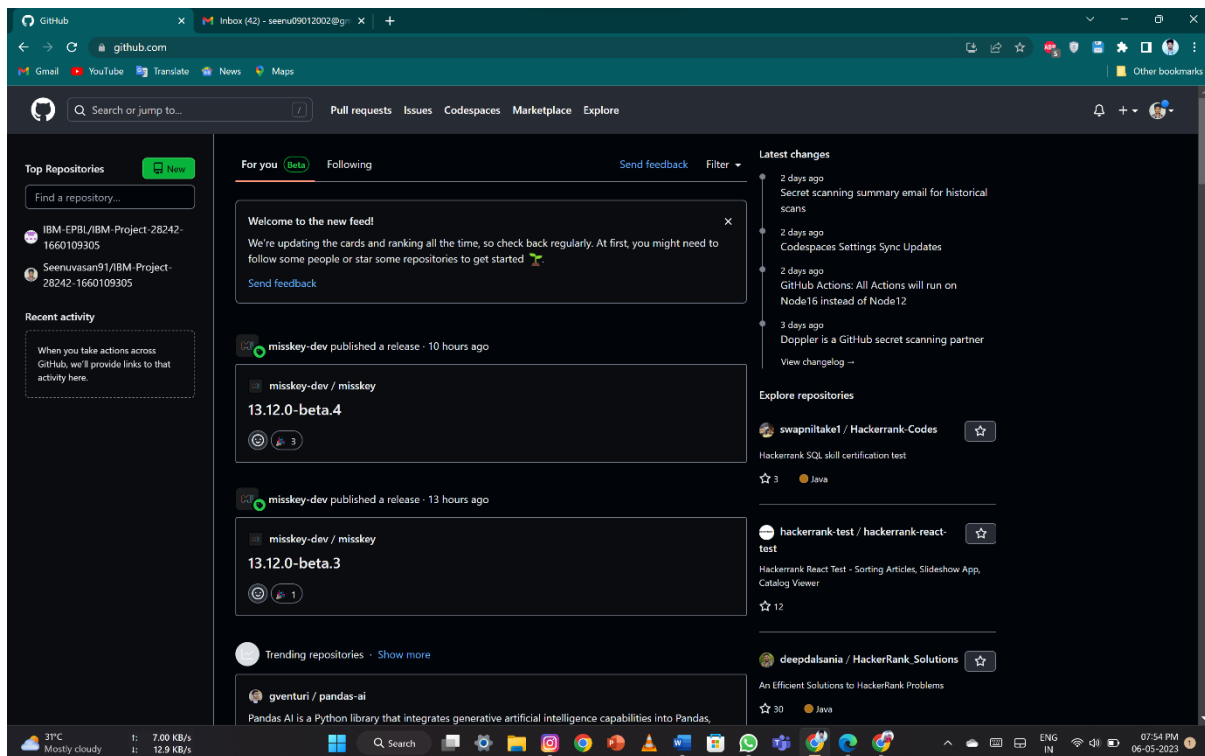 GitHub
Inbox (42) - seenu09012002@gm
github.com
Gmail
YouTube
Translate
News
Maps
Other bookmarks
Search or jump to...
/
Pull requests
Issues
Codespaces
Marketplace
Explore
Top Repositories
New
Find a repository...
IBM-EPBL/IBM-Project-28242-
1660109305
Seenuvasan91/IBM-Project-
28242-1660109305
Recent activity
When you take actions across
GitHub, we'll provide links to that
activity here.
For you Beta
Following
Send feedback
Filter
Welcome to the new feed!
We're updating the cards and ranking all the time, so check back regularly. At first, you might need to
follow some people or star some repositories to get started
Send feedback
misskey-dev published a release · 10 hours ago
misskey-dev / misskey
13.12.0-beta.4
3
misskey-dev published a release · 13 hours ago
misskey-dev / misskey
13.12.0-beta.3
1
Trending repositories · Show more
gventuri / pandas-ai
Pandas AI is a Python library that integrates generative artificial intelligence capabilities into Pandas,
Latest changes
2 days ago
Secret scanning summary email for historical
scans
2 days ago
Codespaces Settings Sync Updates
2 days ago
GitHub Actions: All Actions will run on
Node16 instead of Node12
3 days ago
Doppler is a GitHub secret scanning partner
View changelog →
Explore repositories
swapniltake1 / Hackerrank-Codes
Hackerrank SQL skill certification test
3
Java
hackerrank-test / hackerrank-react-
test
Hackerrank React Test - Sorting Articles, Slideshow App,
Catalog Viewer
12
deepdalsania / HackerRank_Solutions
An Efficient Solutions to HackerRank Problems
30
Java
31°C
Mostly cloudy
7.00 KB/s
12.9 KB/s
Search
ENG
IN
07:54 PM
06-05-2023
1